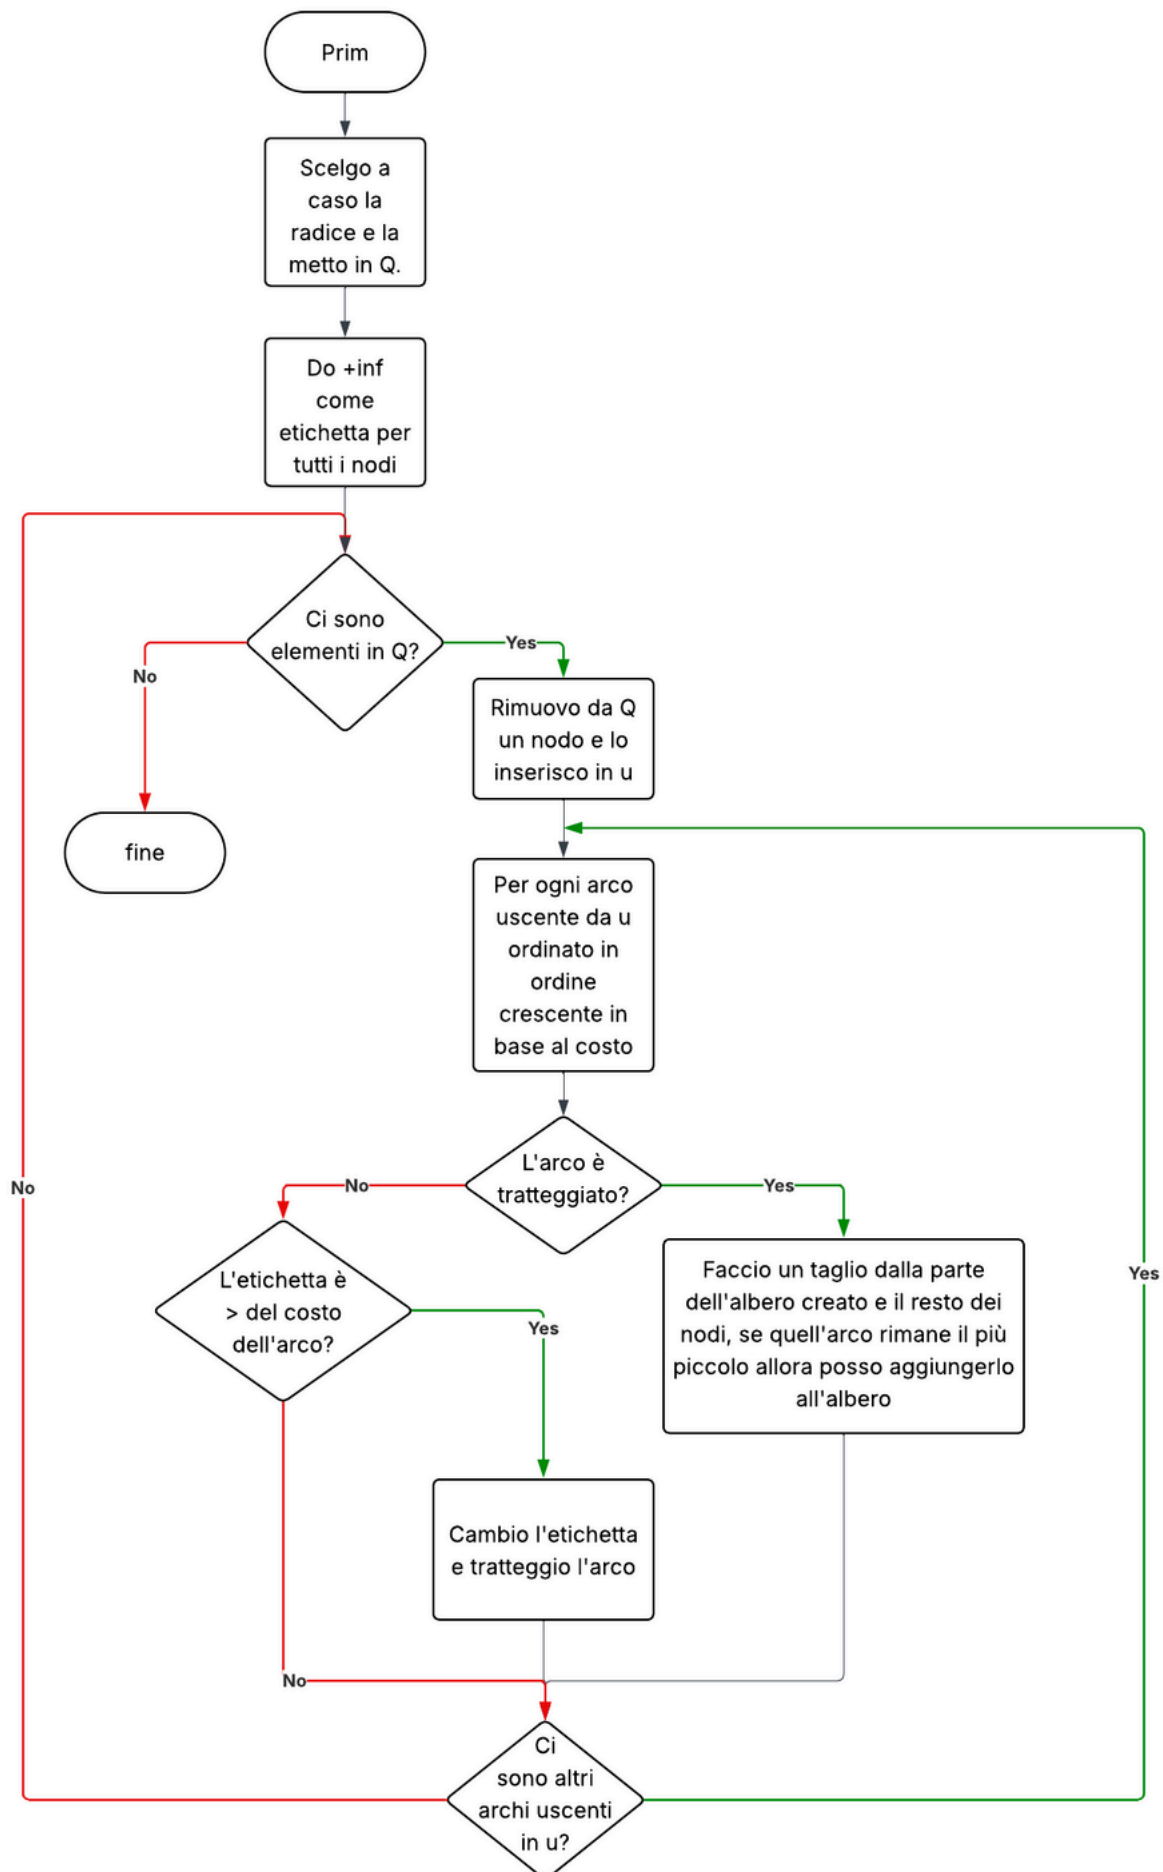 Prim
Scelgo a
caso la
radice e la
metto in Q.
Do +inf
come
etichetta per
tutti i nodi
Ci sono
elementi in Q?
Yes
No
Rimuovo da Q
un nodo e lo
inserisco in u
fine
Per ogni arco
uscente da u
ordinato in
ordine
crescente in
base al costo
L'arco è
tratteggiato?
No
Yes
No
L'etichetta è
> del costo
dell'arco?
Yes
Faccio un taglio dalla parte
dell'albero creato e il resto dei
nodi, se quell'arco rimane il più
piccolo allora posso aggiungerlo
all'albero
Yes
Cambio l'etichetta
e tratteggio l'arco
No
Ci
sono altri
archi uscenti
in u?